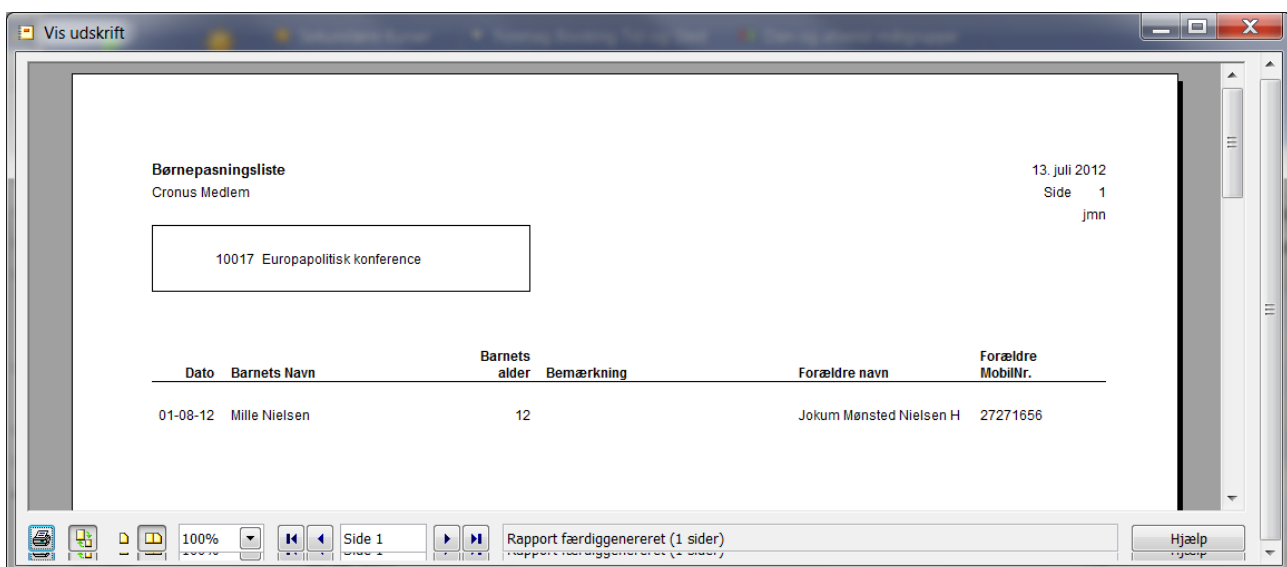 Vis udskrift
Børnepasningsliste 13. juli 2012
Cronus Medlem Side 1
jmn
10017 Europapolitisk konference
Barnets Forældre
Dato Barnets Navn alder Bemærkning Forældre navn MobilNr.
01-08-12 Mille Nielsen 12 Jokum Mønsted Nielsen H 27271656
100% Side 1 Rapport færdiggenereret (1 sider) Hjælp